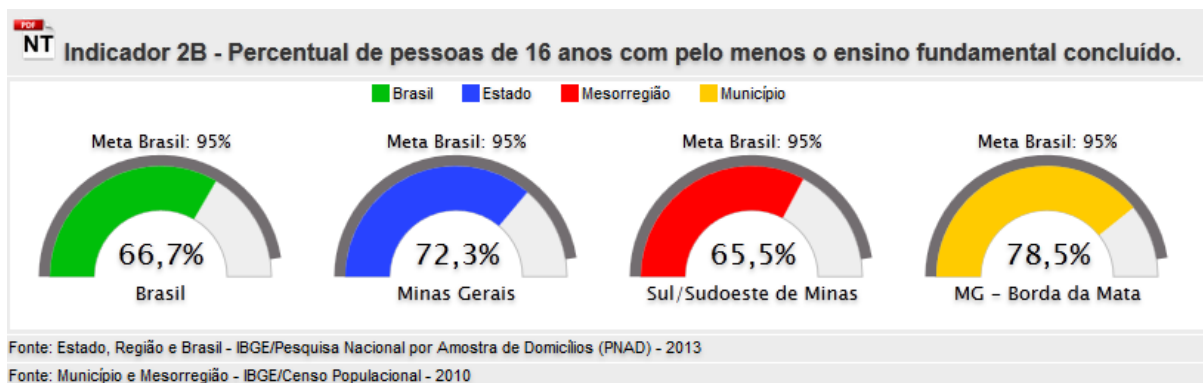 PDF
NT
Indicador 2B - Percentual de pessoas de 16 anos com pelo menos o ensino fundamental concluído.
Brasil Estado Mesorregião Município
Meta Brasil: 95% Meta Brasil: 95% Meta Brasil: 95% Meta Brasil: 95%
66,7% 72,3% 65,5% 78,5%
Brasil Minas Gerais Sul/Sudoeste de Minas MG - Borda da Mata
Fonte: Estado, Região e Brasil - IBGE/Pesquisa Nacional por Amostra de Domicílios (PNAD) - 2013
Fonte: Município e Mesorregião - IBGE/Censo Populacional - 2010